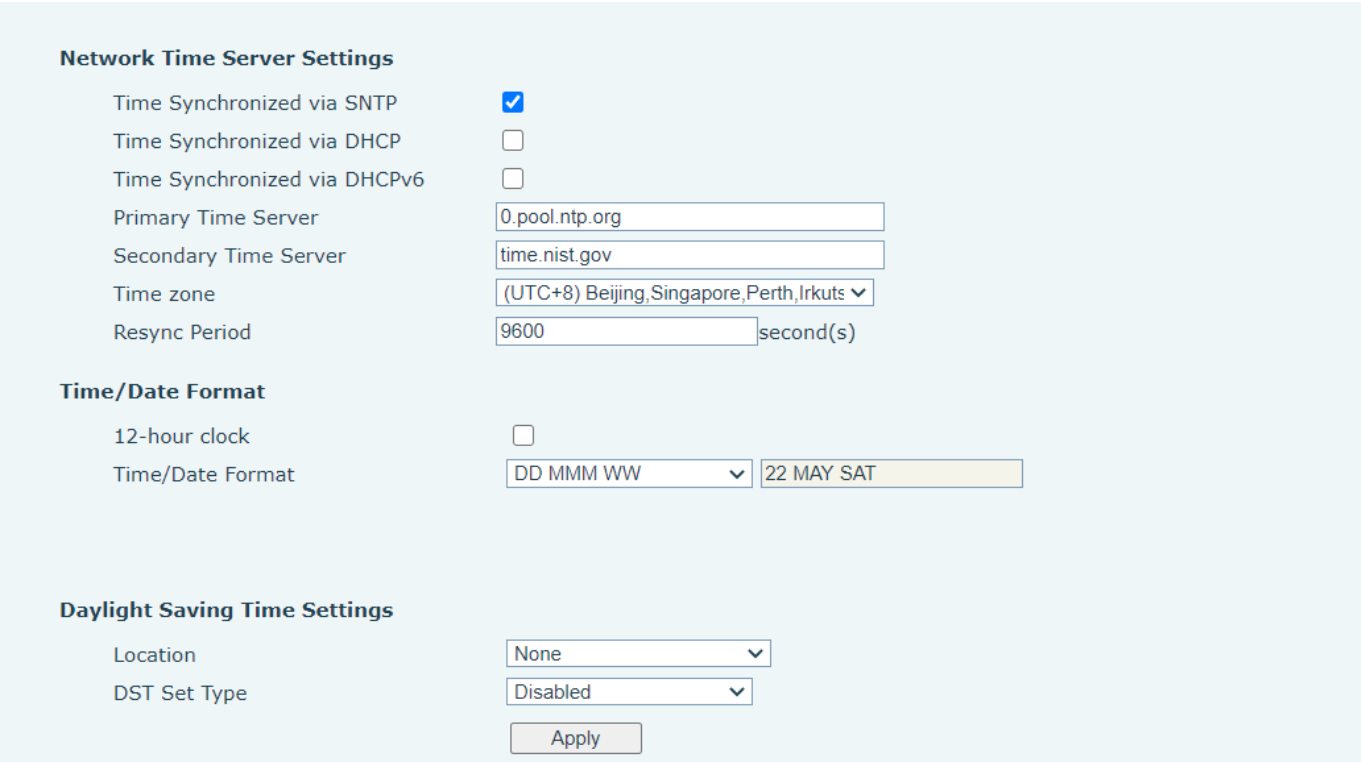 Network Time Server Settings
Time Synchronized via SNTP
Time Synchronized via DHCP
Time Synchronized via DHCPv6
Primary Time Server 0.pool.ntp.org
Secondary Time Server time.nist.gov
Time zone (UTC+8) Beijing,Singapore,Perth,Irkuts
Resync Period 9600 second(s)
Time/Date Format
12-hour clock
Time/Date Format DD MMM WW 22 MAY SAT
Daylight Saving Time Settings
Location None
DST Set Type Disabled
Apply